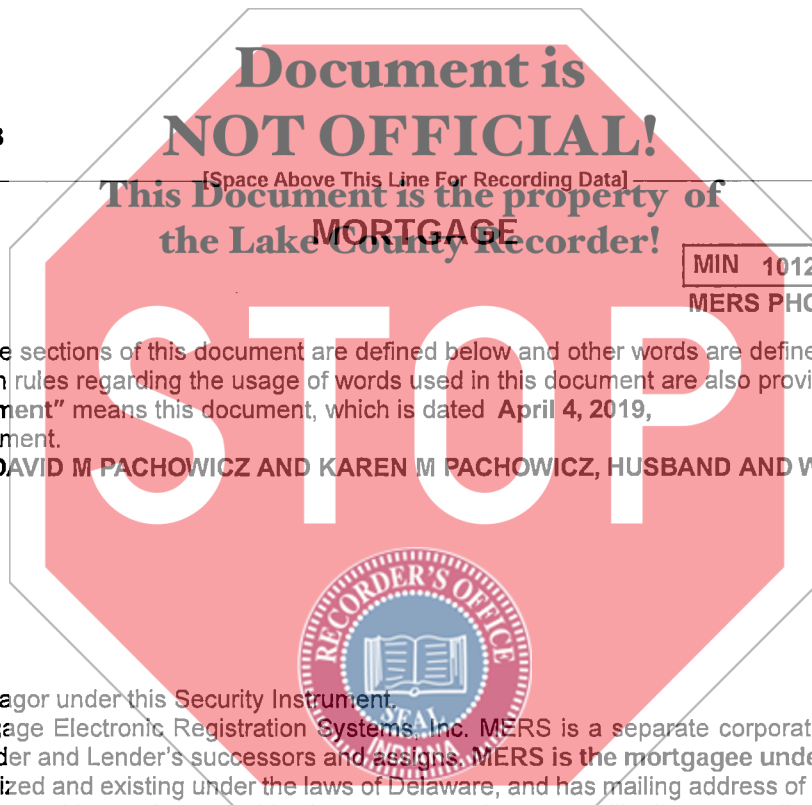 Document is
NOT OFFICIAL!
[Space Above This Line For Recording Data]
This Document is the property of
MORTGAGE
the Lake County Recorder!
MIN 1012
MERS PHO
STOP
e sections of this document are defined below and other words are define
n rules regarding the usage of words used in this document are also provi
ment" means this document, which is dated April 4, 2019,
ment.
DAVID M PACHOWICZ AND KAREN M PACHOWICZ, HUSBAND AND W
RECORDER'S OFFICE
SEAL
INDIANA
agor under this Security Instrument.
gage Electronic Registration Systems, Inc. MERS is a separate corporat
der and Lender's successors and assigns. MERS is the mortgagee unde
ized and existing under the laws of Delaware, and has mailing address of